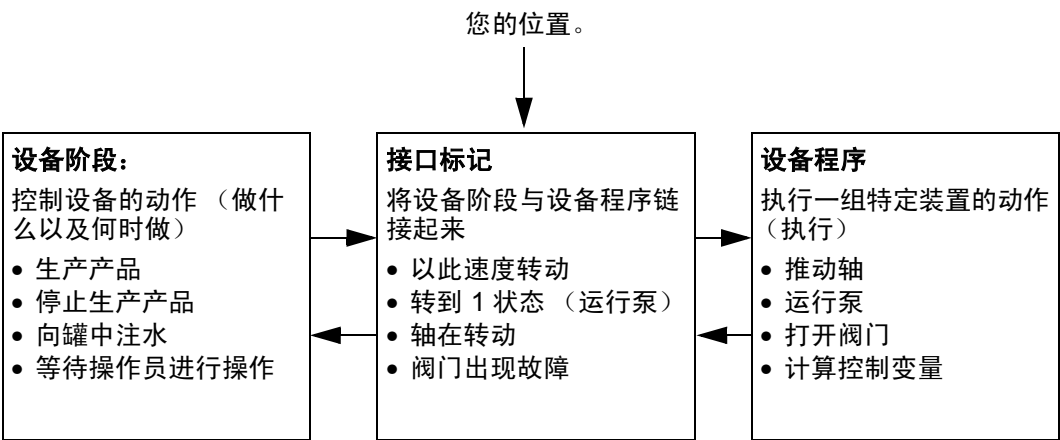 您的位置。
设备阶段：
控制设备的动作 （做什
么以及何时做）
• 生产产品
• 停止生产产品
• 向罐中注水
• 等待操作员进行操作
接口标记
将设备阶段与设备程序链
接起来
• 以此速度转动
• 转到 1 状态 （运行泵）
• 轴在转动
• 阀门出现故障
设备程序
执行一组特定装置的动作
（执行）
• 推动轴
• 运行泵
• 打开阀门
• 计算控制变量